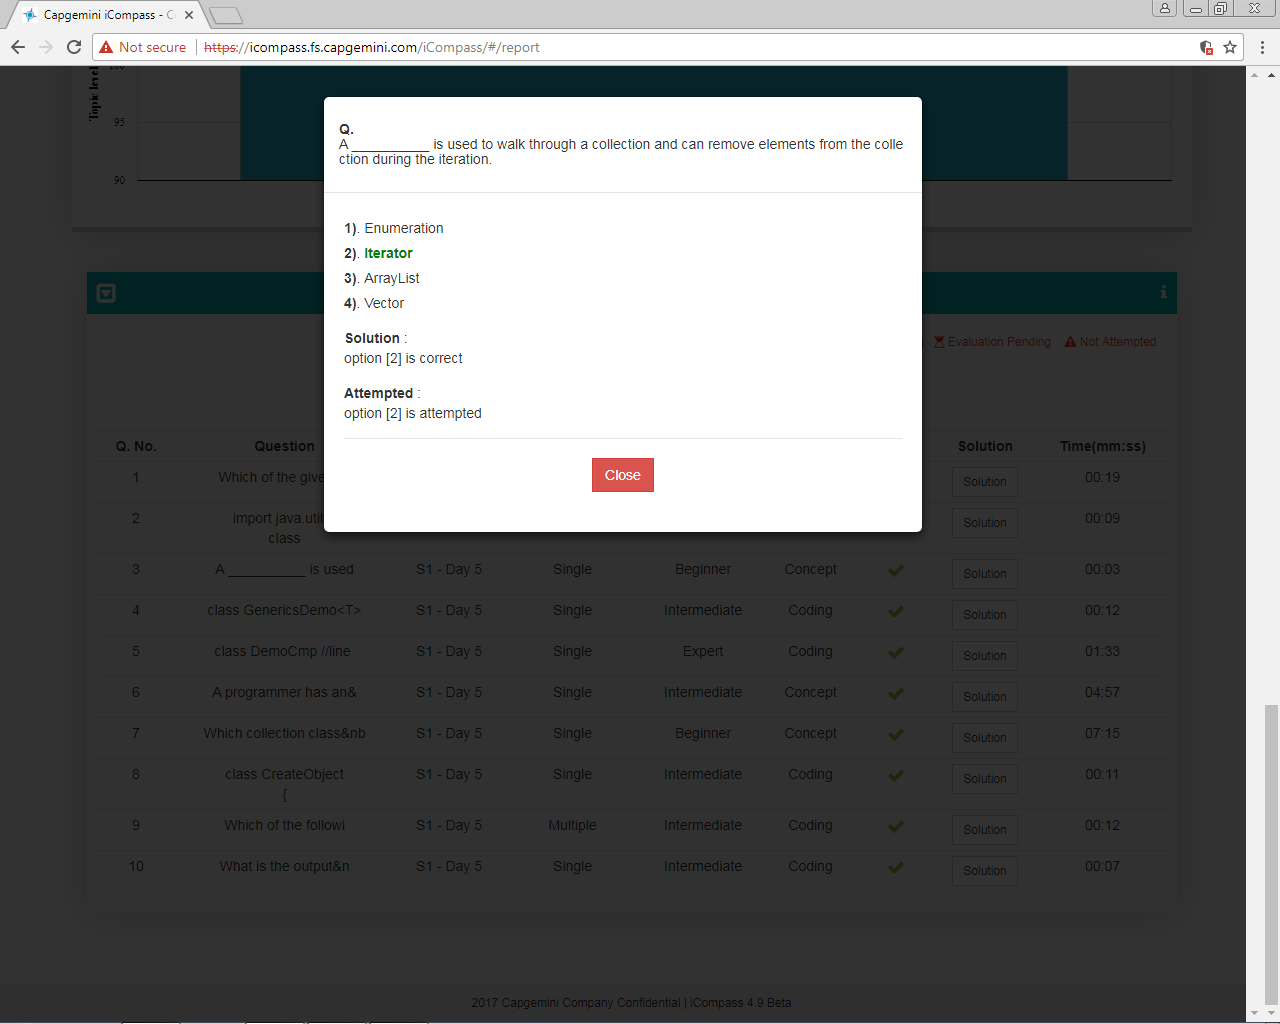 Capgemini iCompass - C
Not secure
https://icompass.fs.capgemini.com/iCompass/#/report
Topic level
100
95
90
Q.
A __________ is used to walk through a collection and can remove elements from the colle
ction during the iteration.
1). Enumeration
2). Iterator
3). ArrayList
4). Vector
Solution :
option [2] is correct
Attempted :
option [2] is attempted
Close
Evaluation Pending Not Attempted
Q. No. Question Solution Time(mm:ss)
1 Which of the give Solution 00:19
2 import java.util Solution 00:09
class
3 A __________ is used S1 - Day 5 Single Beginner Concept Solution 00:03
4 class GenericsDemo<T> S1 - Day 5 Single Intermediate Coding Solution 00:12
5 class DemoCmp //line S1 - Day 5 Single Expert Coding Solution 01:33
6 A programmer has an& S1 - Day 5 Single Intermediate Concept Solution 04:57
7 Which collection class&nb S1 - Day 5 Single Beginner Concept Solution 07:15
8 class CreateObject S1 - Day 5 Single Intermediate Coding Solution 00:11
{
9 Which of the followi S1 - Day 5 Multiple Intermediate Coding Solution 00:12
10 What is the output&n S1 - Day 5 Single Intermediate Coding Solution 00:07
2017 Capgemini Company Confidential | iCompass 4.9 Beta